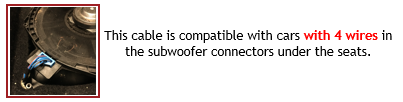 This cable is compatible with cars with 4 wires in
the subwoofer connectors under the seats.